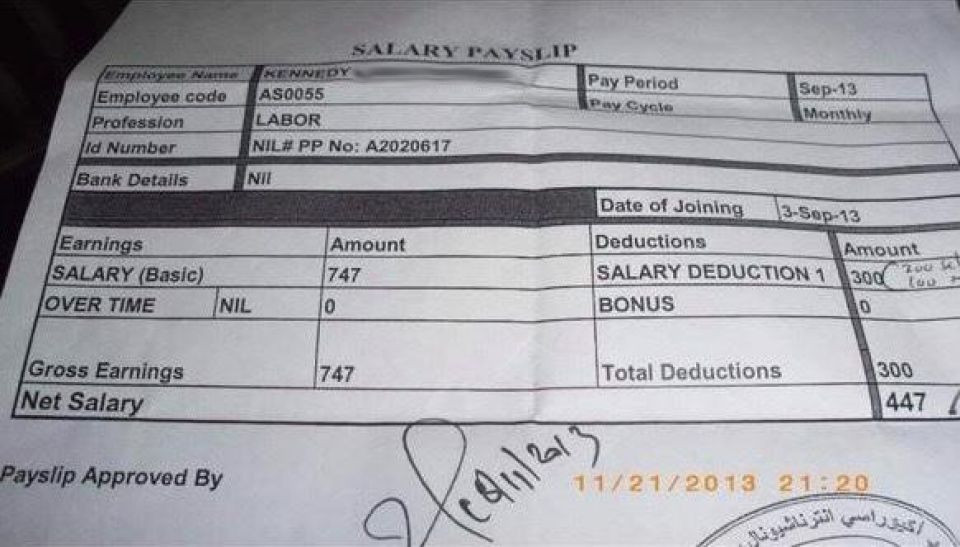 SALARY PAYSLIP
Employee Name KENNEDY Pay Period Sep-13
Employee code AS0055 Pay Cycle Monthly
Profession LABOR
Id Number NIL# PP No: A2020617
Bank Details Nil
Date of Joining 3-Sep-13
Earnings Amount Deductions Amount
SALARY (Basic) 747 SALARY DEDUCTION 1 300
OVER TIME NIL 0 BONUS 0
Gross Earnings 747 Total Deductions 300
Net Salary 447
Payslip Approved By
11/21/2013 21:20
انترناشيونال